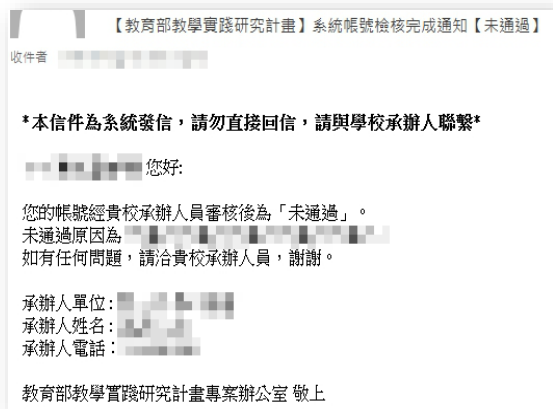 【教育部教學實踐研究計畫】系統帳號檢核完成通知【未通過】
收件者
*本信件為系統發信，請勿直接回信，請與學校承辦人聯繫*
您好:
您的帳號經貴校承辦人員審核後為「未通過」。
未通過原因為
如有任何問題，請洽貴校承辦人員，謝謝。
承辦人單位:
承辦人姓名:
承辦人電話：
教育部教學實踐研究計畫專案辦公室 敬上